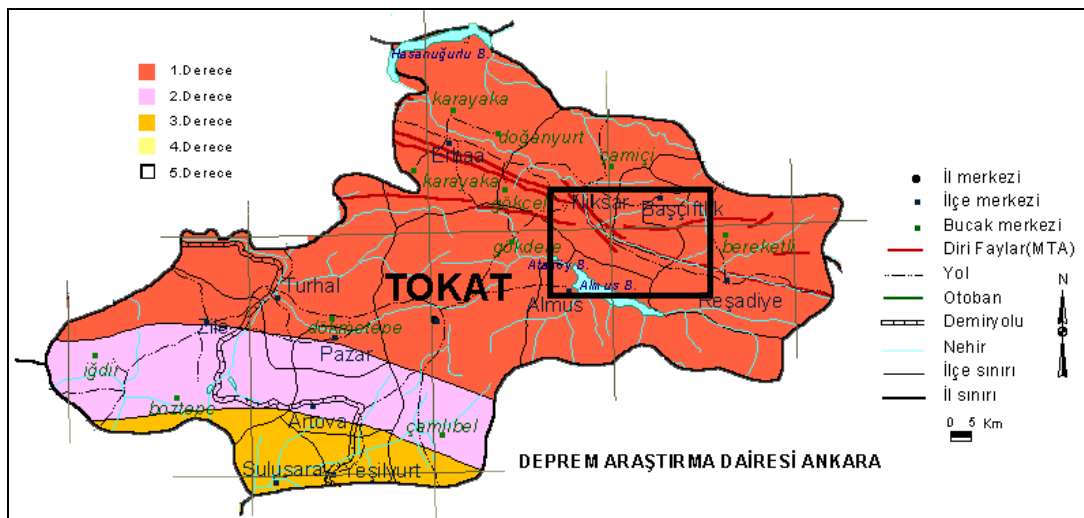 Hasanuğurlu B.
1.Derece
2.Derece
3.Derece
4.Derece
5.Derece
karayaka
doğanyurt
Erbaa
çamiçi
karayaka
gökçeli
Niksar
Başçiftlik
gökdere
bereketli
Ataköy B.
Almus B.
TOKAT
Turhal
Almus
Reşadiye
Zile
dökmetepe
Pazar
iğdir
boztepe
Artova
çamlıbel
Sulusaray
Yeşilyurt
DEPREM ARAŞTIRMA DAİRESİ ANKARA
İl merkezi
İlçe merkezi
Bucak merkezi
Diri Faylar(MTA)
Yol
N
Otoban
Demiryolu
Nehir
İlçe sınırı
İl sınırı
0 5 Km